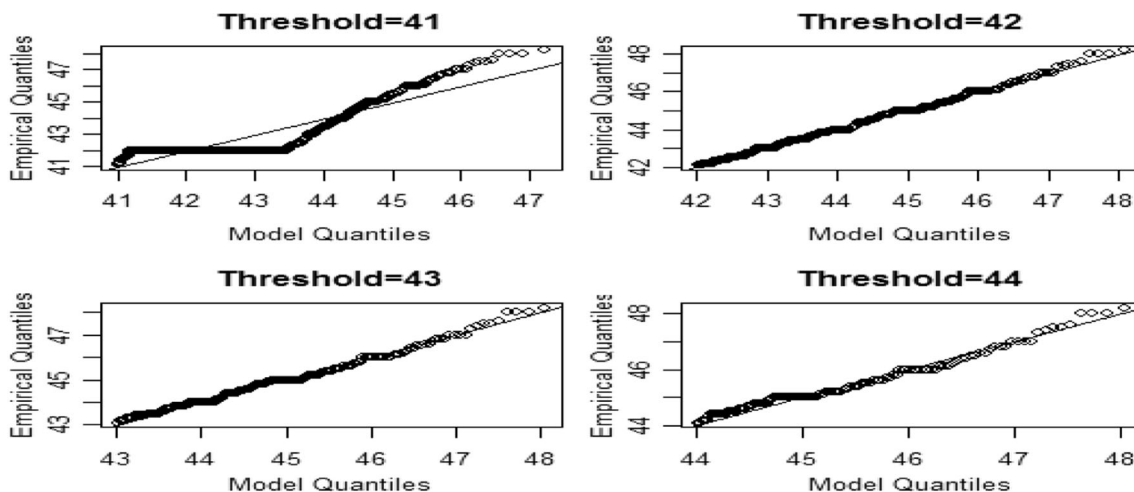 Threshold=41
Empirical Quantiles
41 43 45 47
41 42 43 44 45 46 47
Model Quantiles
Threshold=42
Empirical Quantiles
42 44 46 48
42 43 44 45 46 47 48
Model Quantiles
Threshold=43
Empirical Quantiles
43 45 47
43 44 45 46 47 48
Model Quantiles
Threshold=44
Empirical Quantiles
44 46 48
44 45 46 47 48
Model Quantiles